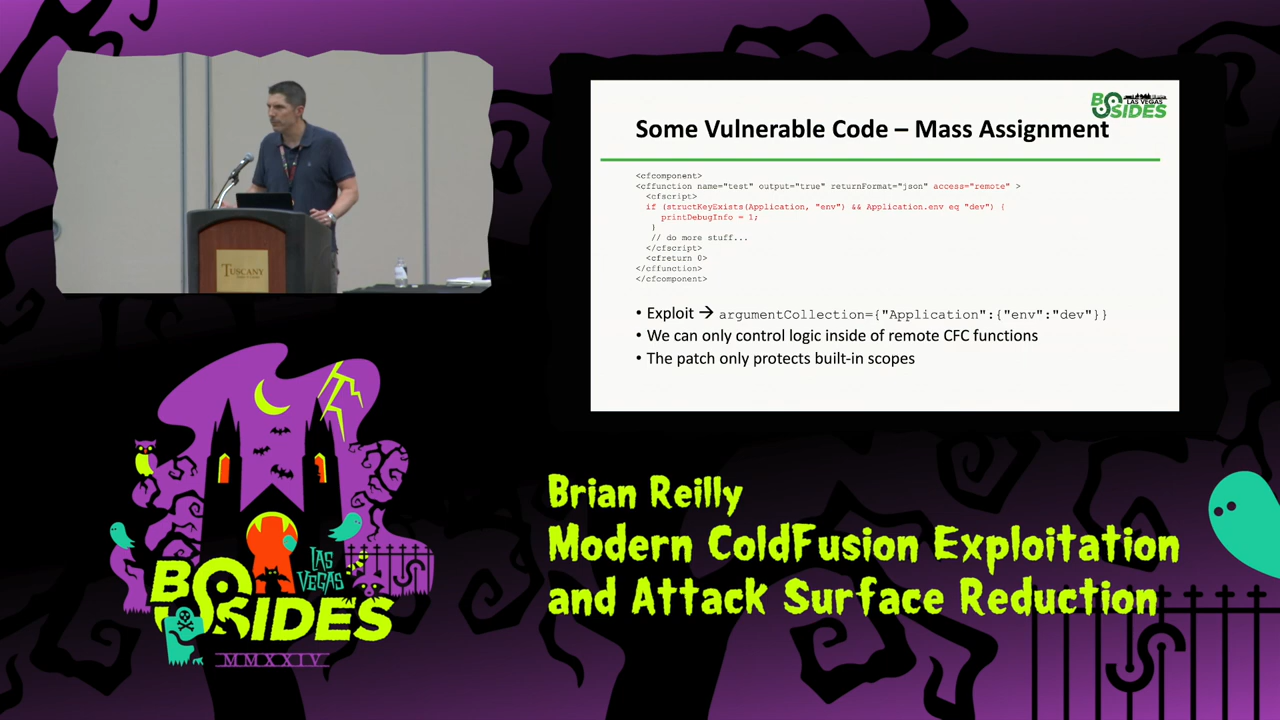 TUSCANY
BSIDES
LAS VEGAS
Some Vulnerable Code – Mass Assignment
<cfcomponent>
<cffunction name="test" output="true" returnFormat="json" access="remote" >
<cfscript>
if (structKeyExists(Application, "env") && Application.env eq "dev") {
printDebugInfo = 1;
}
// do more stuff...
</cfscript>
<cfreturn 0>
</cffunction>
</cfcomponent>
• Exploit → argumentCollection={"Application":{"env":"dev"}}
• We can only control logic inside of remote CFC functions
• The patch only protects built-in scopes
LAS VEGAS
BSIDES
MMXXIV
Brian Reilly
Modern ColdFusion Exploitation
and Attack Surface Reduction